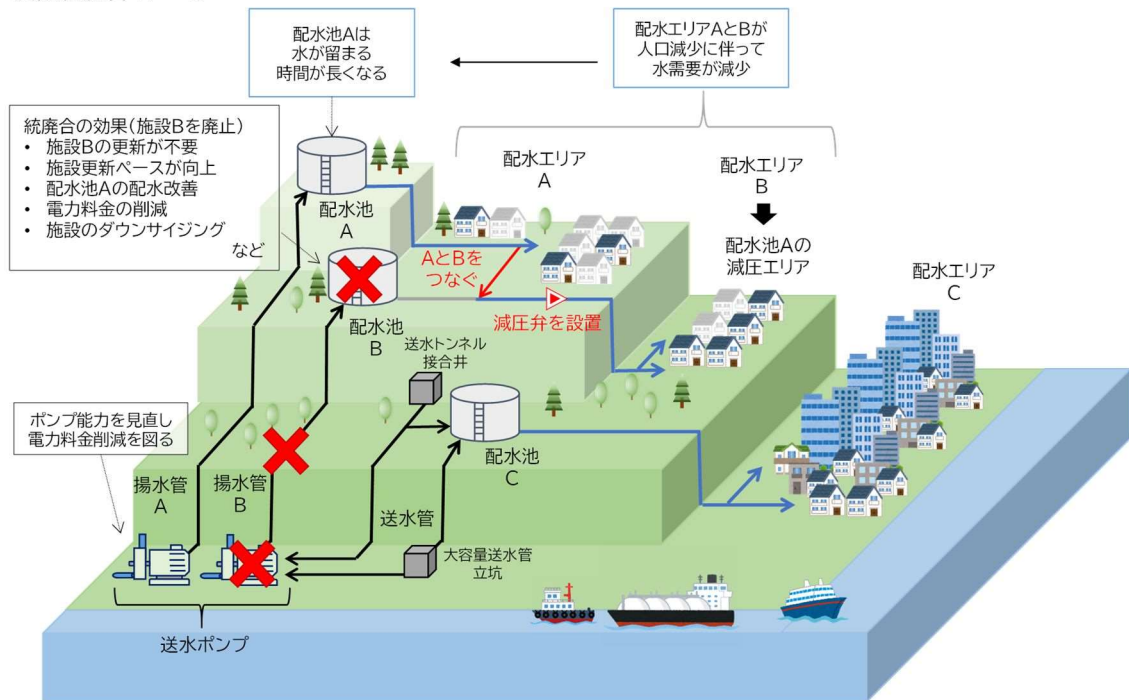 配水池Aは
水が留まる
時間が長くなる
配水エリアAとBが
人口減少に伴って
水需要が減少
統廃合の効果(施設Bを廃止)
• 施設Bの更新が不要
• 施設更新ペースが向上
• 配水池Aの配水改善
• 電力料金の削減
• 施設のダウンサイジング
など
配水エリア
A
配水エリア
B
配水池Aの
減圧エリア
配水エリア
C
配水池
A
AとBを
つなぐ
配水池
B
減圧弁を設置
送水トンネル
接合井
配水池
C
ポンプ能力を見直し
電力料金削減を図る
揚水管
A
揚水管
B
送水管
大容量送水管
立坑
送水ポンプ